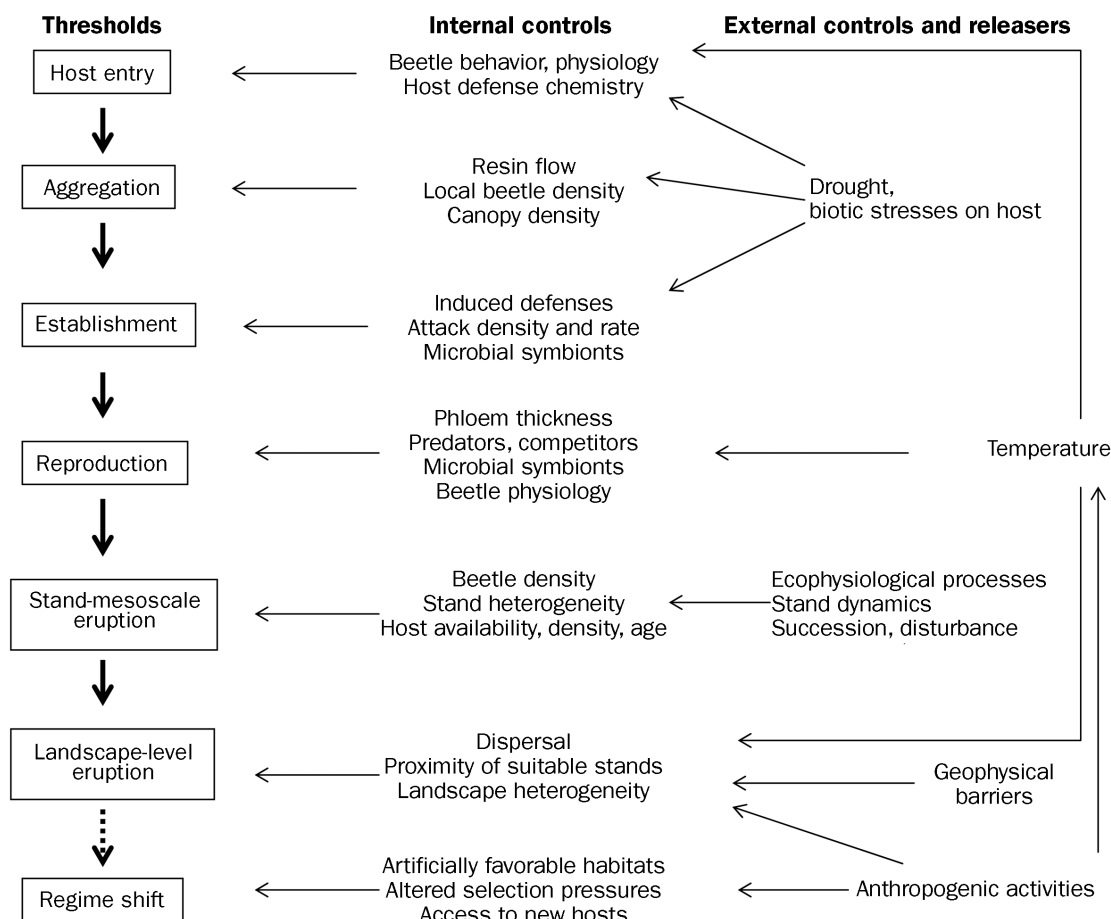 Thresholds
Internal controls
External controls and releasers
Host entry
Beetle behavior, physiology
Host defense chemistry
Aggregation
Resin flow
Local beetle density
Canopy density
Drought,
biotic stresses on host
Establishment
Induced defenses
Attack density and rate
Microbial symbionts
Reproduction
Phloem thickness
Predators, competitors
Microbial symbionts
Beetle physiology
Temperature
Stand-mesoscale
eruption
Beetle density
Stand heterogeneity
Host availability, density, age
Ecophysiological processes
Stand dynamics
Succession, disturbance
Landscape-level
eruption
Dispersal
Proximity of suitable stands
Landscape heterogeneity
Geophysical
barriers
Regime shift
Artificially favorable habitats
Altered selection pressures
Access to new hosts
Anthropogenic activities